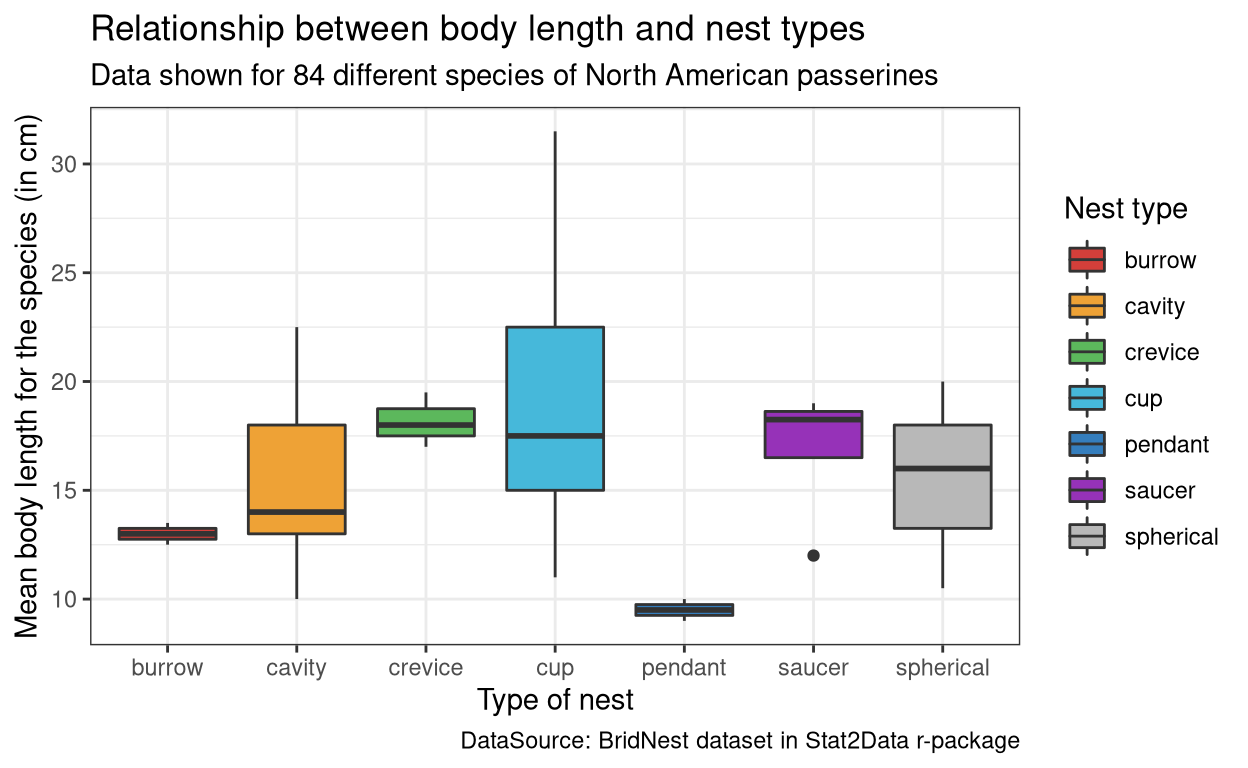 Relationship between body length and nest types
Data shown for 84 different species of North American passerines
Mean body length for the species (in cm)
30
25
20
15
10
burrow cavity crevice cup pendant saucer spherical
Type of nest
DataSource: BridNest dataset in Stat2Data r-package
Nest type
burrow
cavity
crevice
cup
pendant
saucer
spherical